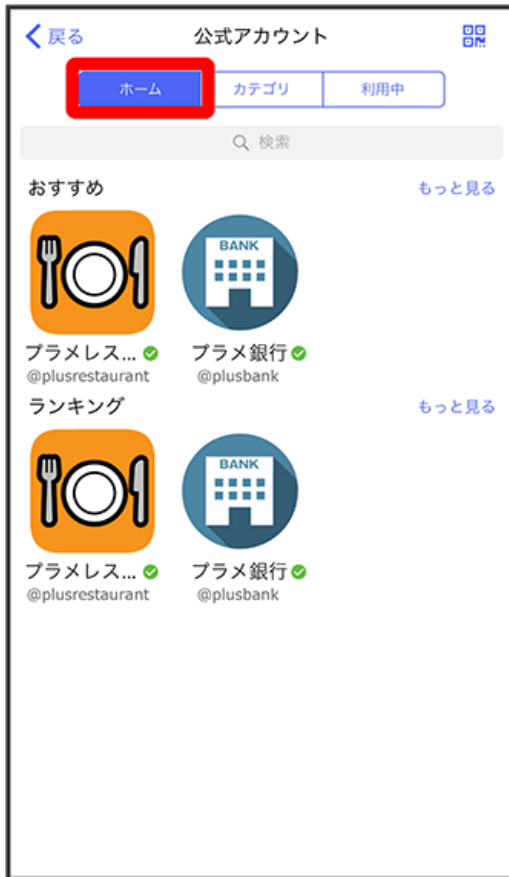 戻る 公式アカウント
ホーム カテゴリ 利用中
検索
おすすめ もっと見る
BANK
プラメレス... プラメ銀行
@plusrestaurant @plusbank
ランキング もっと見る
BANK
プラメレス... プラメ銀行
@plusrestaurant @plusbank